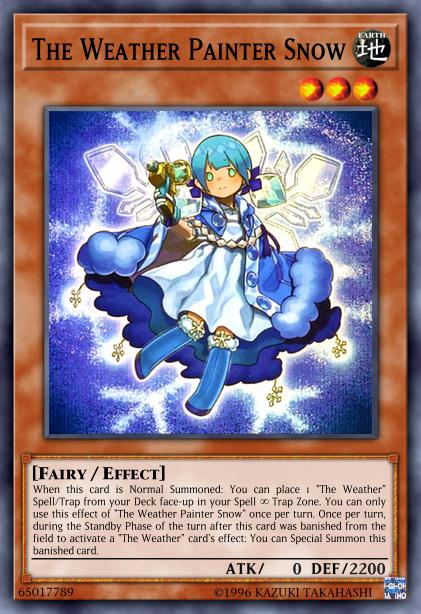 THE WEATHER PAINTER SNOW
EARTH
地
[FAIRY / EFFECT]
When this card is Normal Summoned: You can place 1 "The Weather"
Spell/Trap from your Deck face-up in your Spell ∞ Trap Zone. You can only
use this effect of "The Weather Painter Snow" once per turn. Once per turn,
during the Standby Phase of the turn after this card was banished from the
field to activate a "The Weather" card's effect: You can Special Summon this
banished card.
ATK/ 0 DEF/2200
65017789
©1996 KAZUKI TAKAHASHI